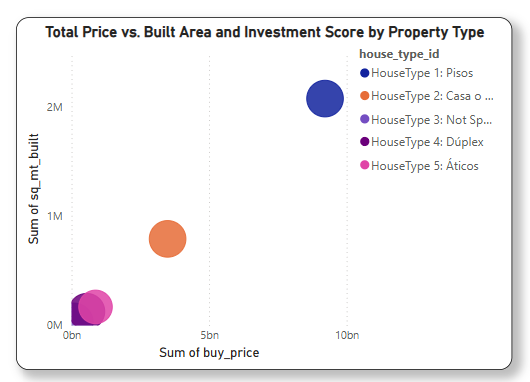 Total Price vs. Built Area and Investment Score by Property Type
house_type_id
HouseType 1: Pisos
HouseType 2: Casa o ...
HouseType 3: Not Sp...
HouseType 4: Dúplex
HouseType 5: Áticos
Sum of sq_mt_built
2M
1M
0M
0bn 5bn 10bn
Sum of buy_price